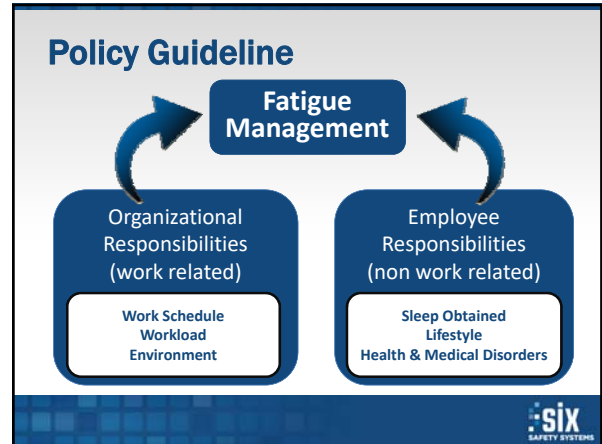 Policy Guideline
Fatigue
Management
Organizational
Responsibilities
(work related)
Work Schedule
Workload
Environment
Employee
Responsibilities
(non work related)
Sleep Obtained
Lifestyle
Health & Medical Disorders
six
SAFETY SYSTEMS